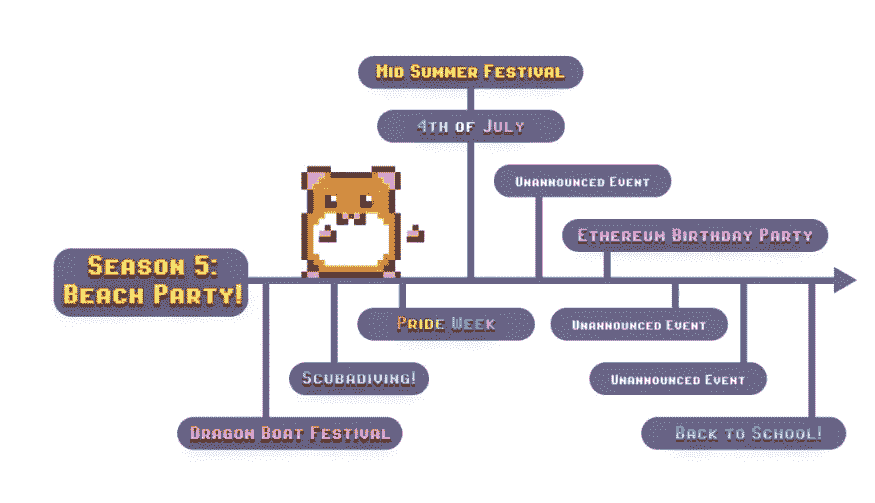 Mid Summer Festival
4th of July
Unannounced Event
Ethereum Birthday Party
Season 5:
Beach Party!
Pride Week
Unannounced Event
Scubadiving!
Unannounced Event
Dragon Boat Festival
Back to School!